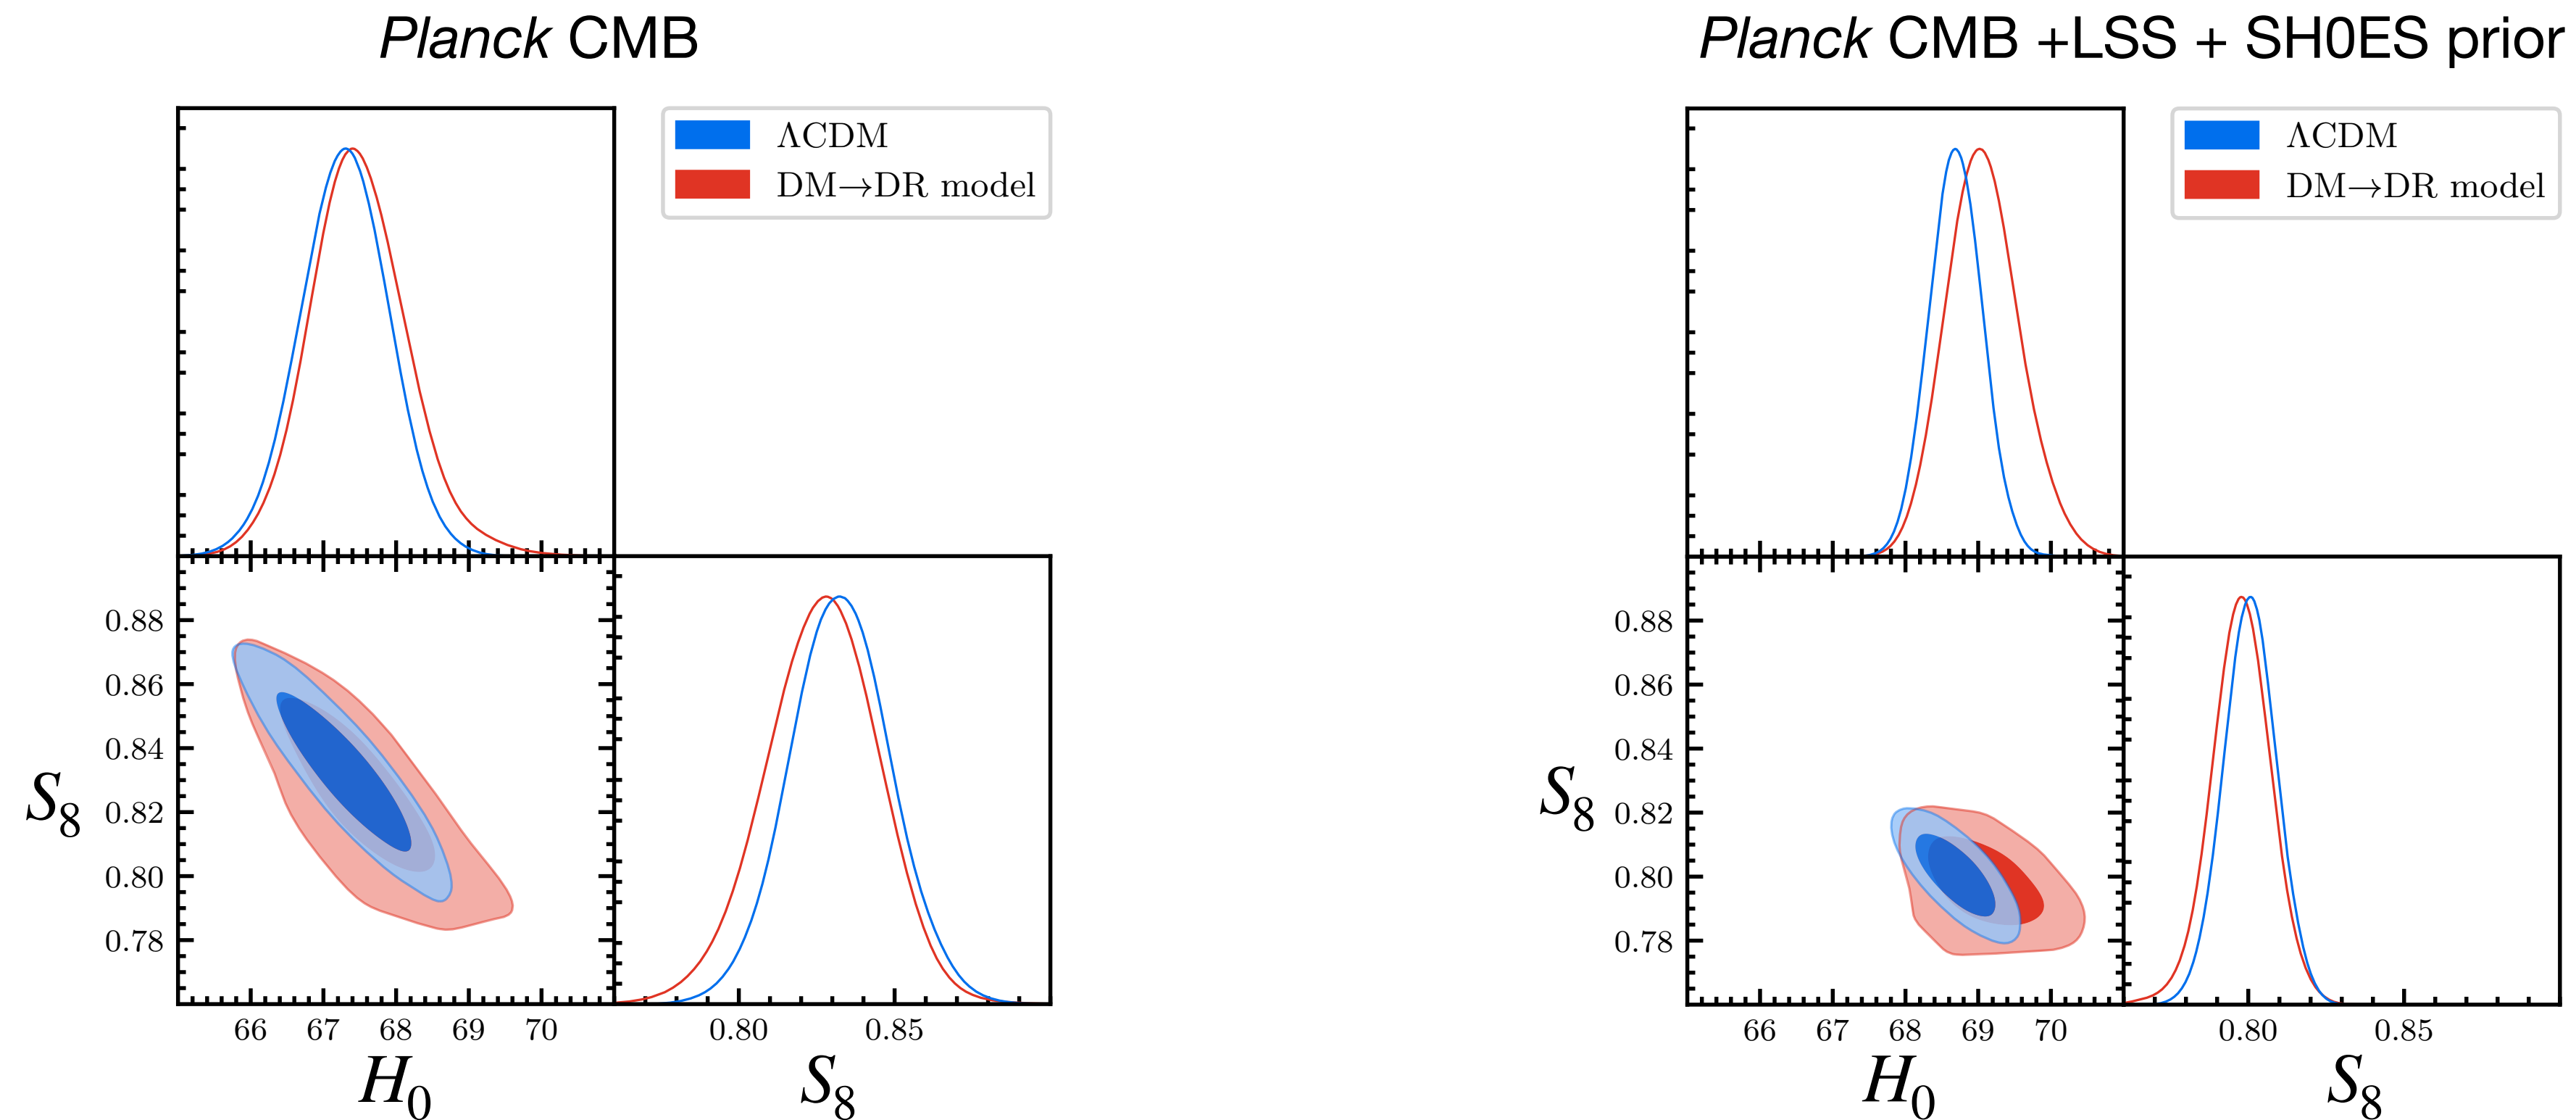 Planck CMB
ΛCDM
DM→DR model
0.88
0.86
0.84
0.82
0.80
0.78
S₈
66 67 68 69 70
H₀
0.80 0.85
S₈
Planck CMB +LSS + SH0ES prior
ΛCDM
DM→DR model
0.88
0.86
0.84
0.82
0.80
0.78
S₈
66 67 68 69 70
H₀
0.80 0.85
S₈